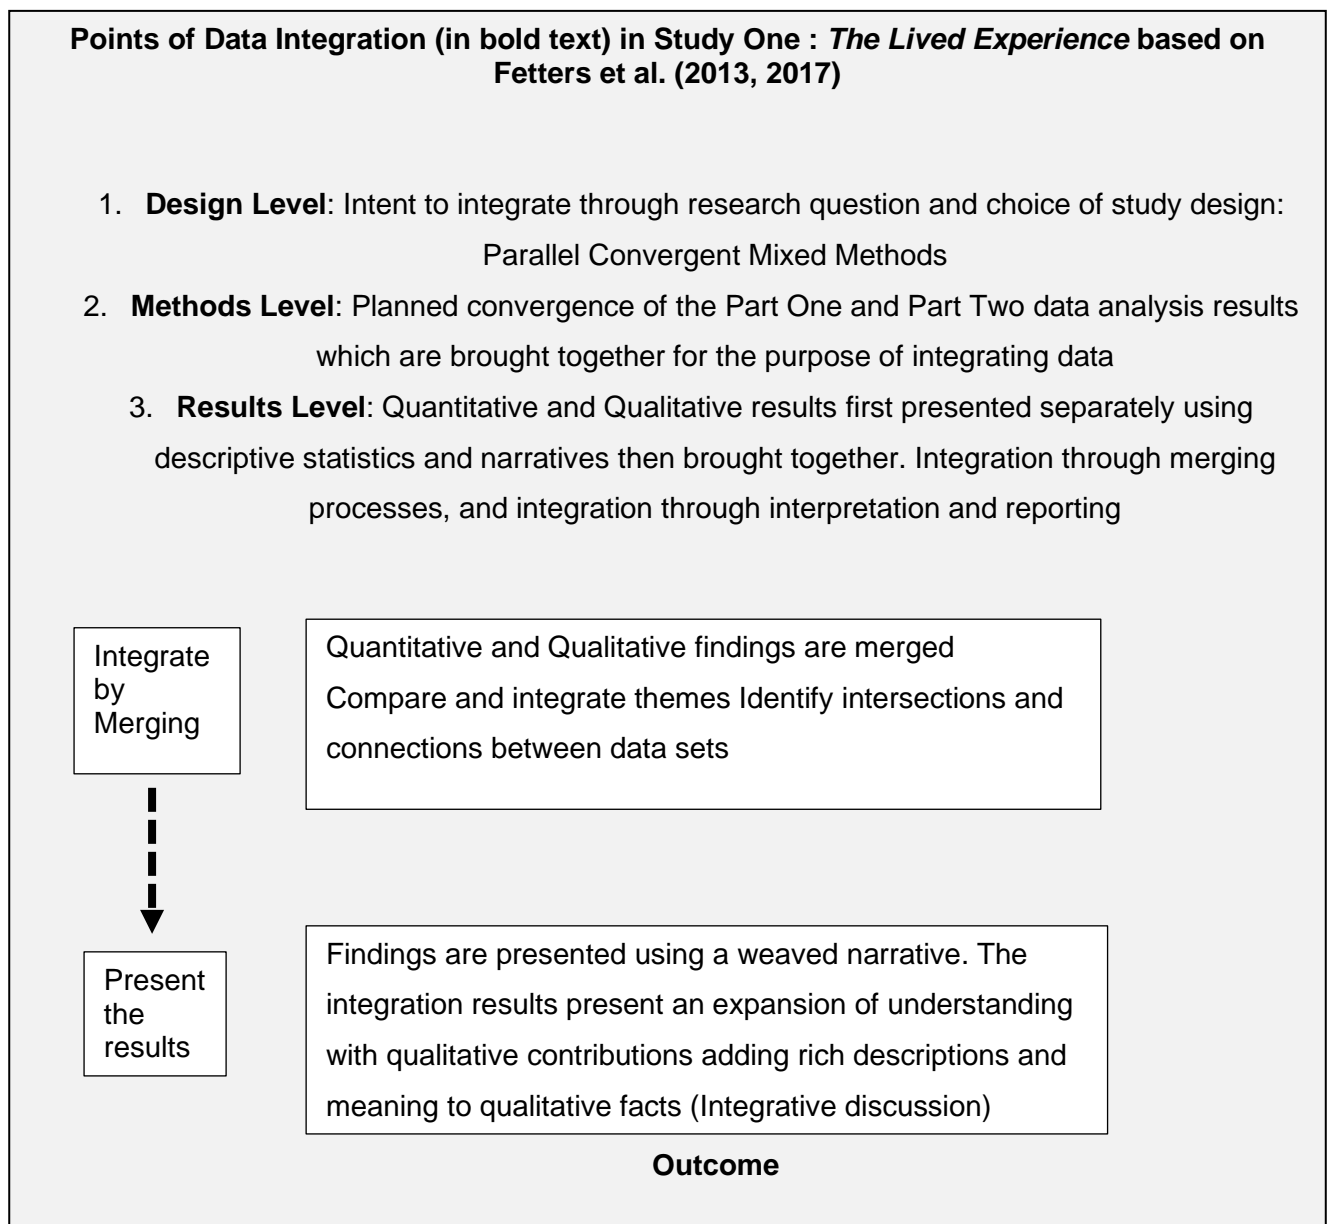 Points of Data Integration (in bold text) in Study One : The Lived Experience based on
Fetters et al. (2013, 2017)
1. Design Level: Intent to integrate through research question and choice of study design:
Parallel Convergent Mixed Methods
2. Methods Level: Planned convergence of the Part One and Part Two data analysis results
which are brought together for the purpose of integrating data
3. Results Level: Quantitative and Qualitative results first presented separately using
descriptive statistics and narratives then brought together. Integration through merging
processes, and integration through interpretation and reporting
Integrate
by
Merging
Quantitative and Qualitative findings are merged
Compare and integrate themes Identify intersections and
connections between data sets
Present
the
results
Findings are presented using a weaved narrative. The
integration results present an expansion of understanding
with qualitative contributions adding rich descriptions and
meaning to qualitative facts (Integrative discussion)
Outcome